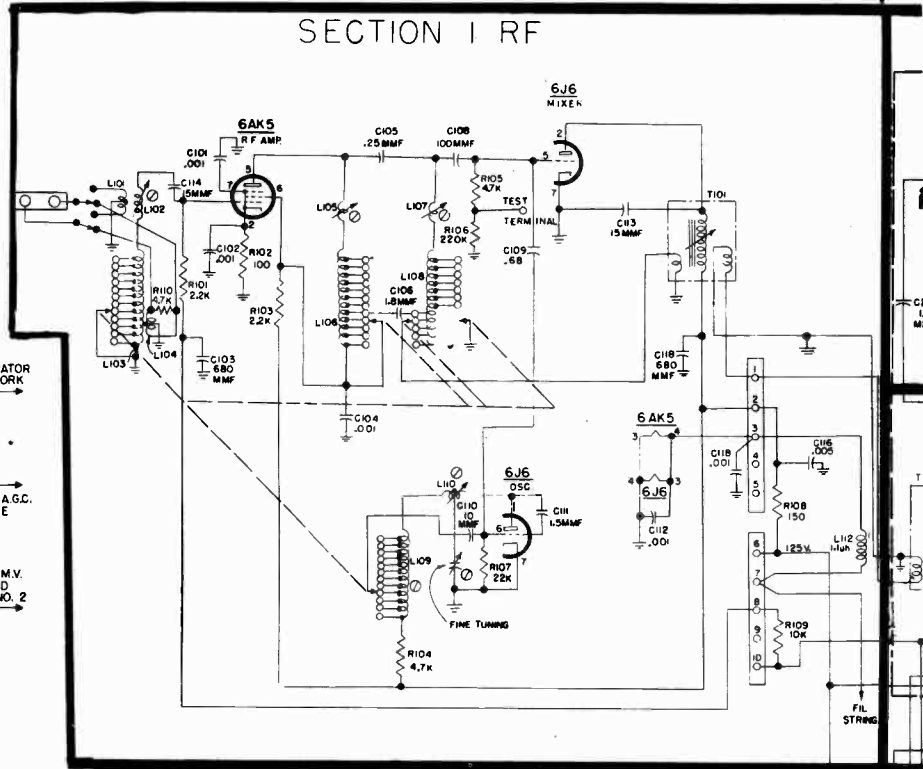 SECTION 1 RF
6J6
MIXER
6AK5
RF AMP.
C105
.25MMF
C108
100MMF
2
5
7
C101
.001
5
7
6
2
L101
L102
C114
15MMF
R105
47K
TEST
TERMINAL
R106
220K
C109
.68
C113
15MMF
T101
L105
L107
C102
.001
R102
100
R101
2.2K
R110
4.7K
R103
2.2K
L106
C106
1.8MMF
L108
L103
L104
C103
680
MMF
C104
.001
C118
680
MMF
ATOR
ORK
A.G.C.
E
M.V.
D
NO. 2
6AK5
3
4
4
3
6J6
C112
.001
C118
.001
1
2
3
4
5
C116
.005
R108
150
L112
1.1uh
125V.
6
7
8
9
10
R109
10K
FIL
STRING
L110
C110
10
MMF
6J6
OSC
6
7
C111
1.5MMF
R107
22K
L109
FINE TUNING
R104
4.7K
T